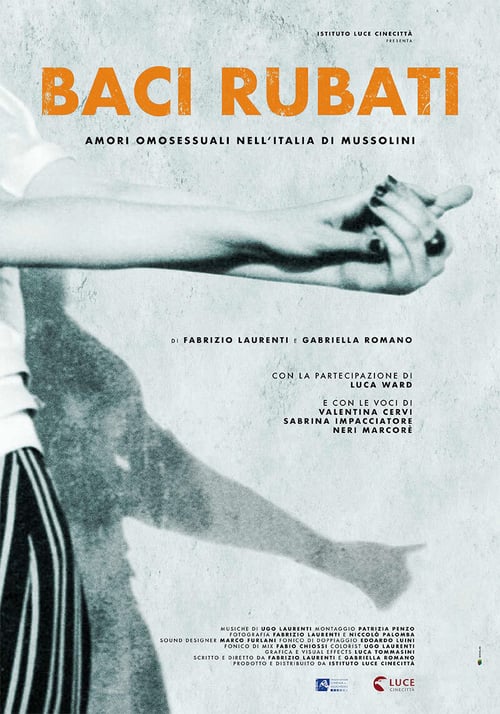 ISTITUTO LUCE CINECITTÀ
PRESENTA
BACI RUBATI
AMORI OMOSESSUALI NELL'ITALIA DI MUSSOLINI
DI FABRIZIO LAURENTI E GABRIELLA ROMANO
CON LA PARTECIPAZIONE DI
LUCA WARD
E CON LE VOCI DI
VALENTINA CERVI
SABRINA IMPACCIATORE
NERI MARCORÈ
MUSICHE DI UGO LAURENTI MONTAGGIO PATRIZIA PENZO
FOTOGRAFIA FABRIZIO LAURENTI E NICCOLÒ PALOMBA
SOUND DESIGNER MARCO FURLANI FONICO DI DOPPIAGGIO EDOARDO LUINI
FONICO DI MIX FABIO CHIOSSI COLORIST UGO LAURENTI
GRAFICA E VISUAL EFFECTS LUCA TOMMASINI
SCRITTO E DIRETTO DA FABRIZIO LAURENTI E GABRIELLA ROMANO
PRODOTTO E DISTRIBUITO DA ISTITUTO LUCE CINECITTÀ
LUCE
CINECITTÀ